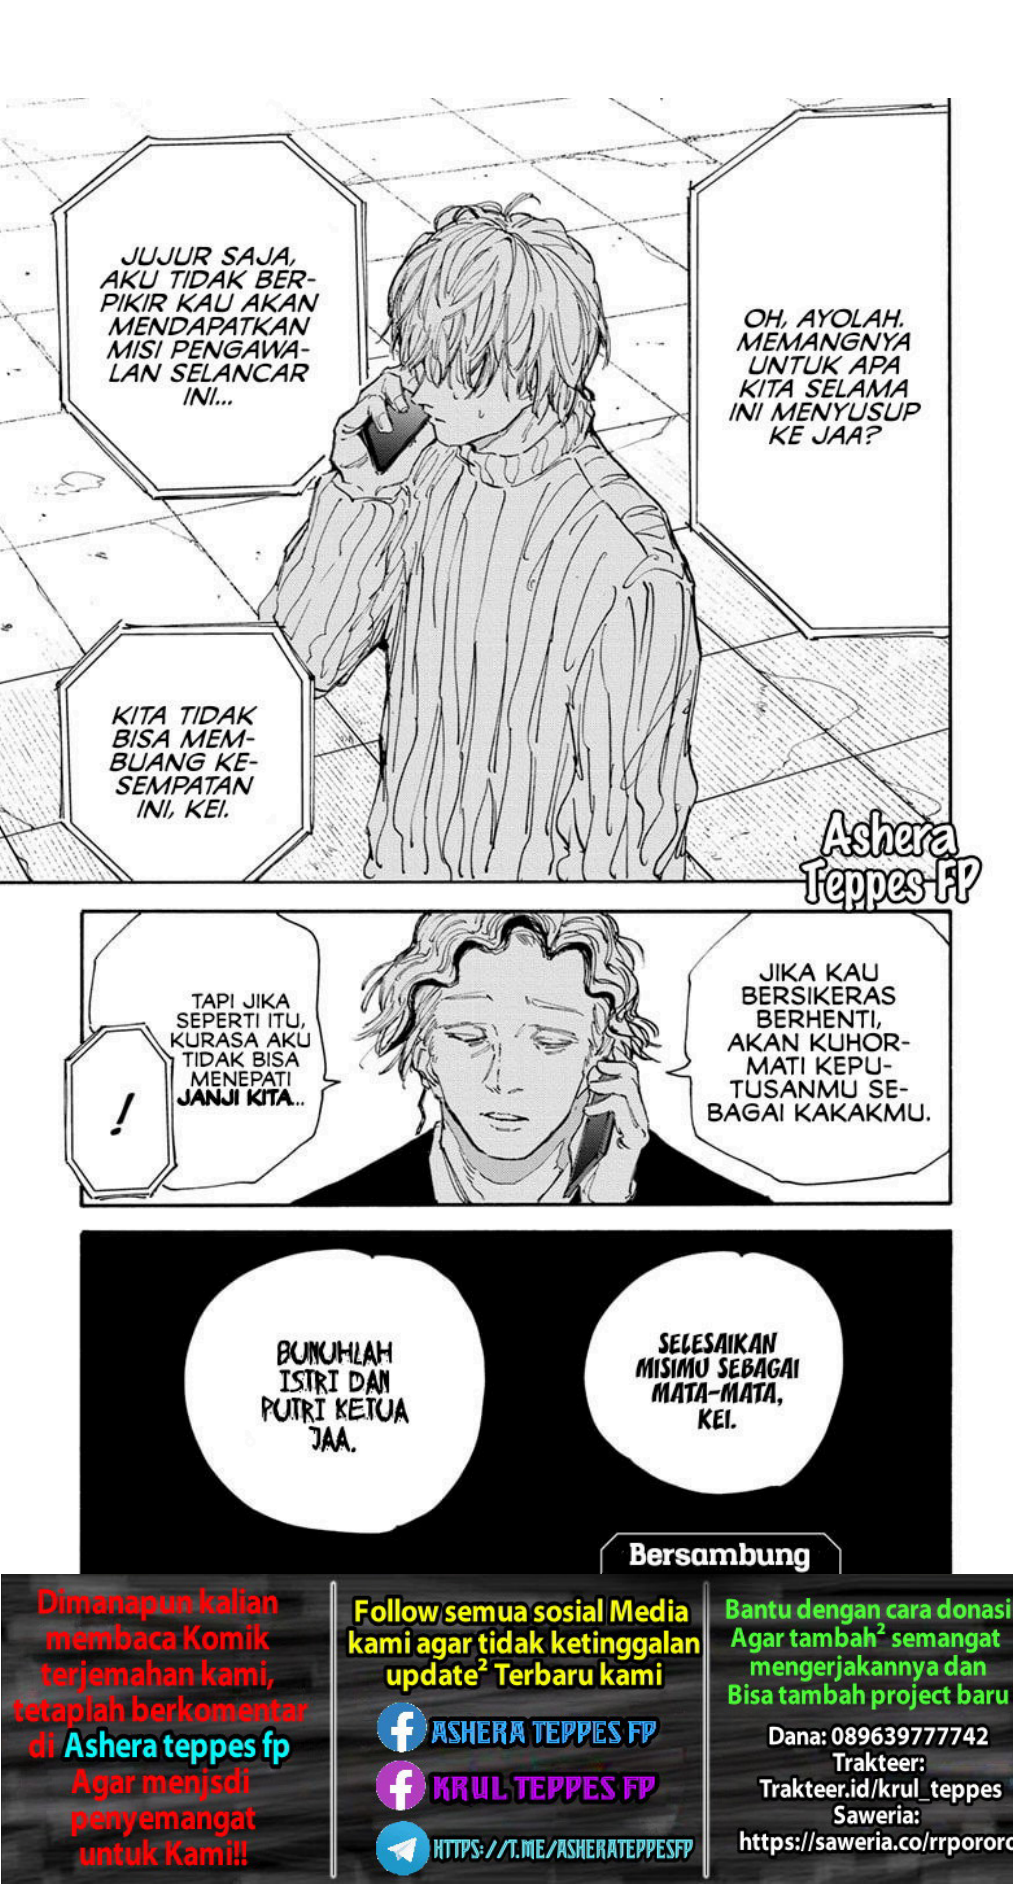 OH, AYOLAH.
MEMANGNYA
UNTUK APA
KITA SELAMA
INI MENYUSUP
KE JAA?
JUJUR SAJA,
AKU TIDAK BER-
PIKIR KAU AKAN
MENDAPATKAN
MISI PENGAWA-
LAN SELANCAR
INI...
KITA TIDAK
BISA MEM-
BUANG KE-
SEMPATAN
INI, KEI.
Ashera
Teppes FP
JIKA KAU
BERSIKERAS
BERHENTI,
AKAN KUHOR-
MATI KEPU-
TUSANMU SE-
BAGAI KAKAKMU.
TAPI JIKA
SEPERTI ITU,
KURASA AKU
TIDAK BISA
MENEPATI
JANJI KITA...
!
SELESAIKAN
MISIMU SEBAGAI
MATA-MATA,
KEI.
BUNUHLAH
ISTRI DAN
PUTRI KETUA
JAA.
Bersambung
Dimanapun kalian
membaca Komik
terjemahan kami,
tetaplah berkomentar
di Ashera teppes fp
Agar menjsdi
penyemangat
untuk Kami!!
Follow semua sosial Media
kami agar tidak ketinggalan
update² Terbaru kami
ASHERA TEPPES FP
KRUL TEPPES FP
HTTPS://T.ME/ASHERATEPPESFP
Bantu dengan cara donasi
Agar tambah² semangat
mengerjakannya dan
Bisa tambah project baru
Dana: 089639777742
Trakteer:
Trakteer.id/krul_teppes
Saweria:
https://saweria.co/rrpororo